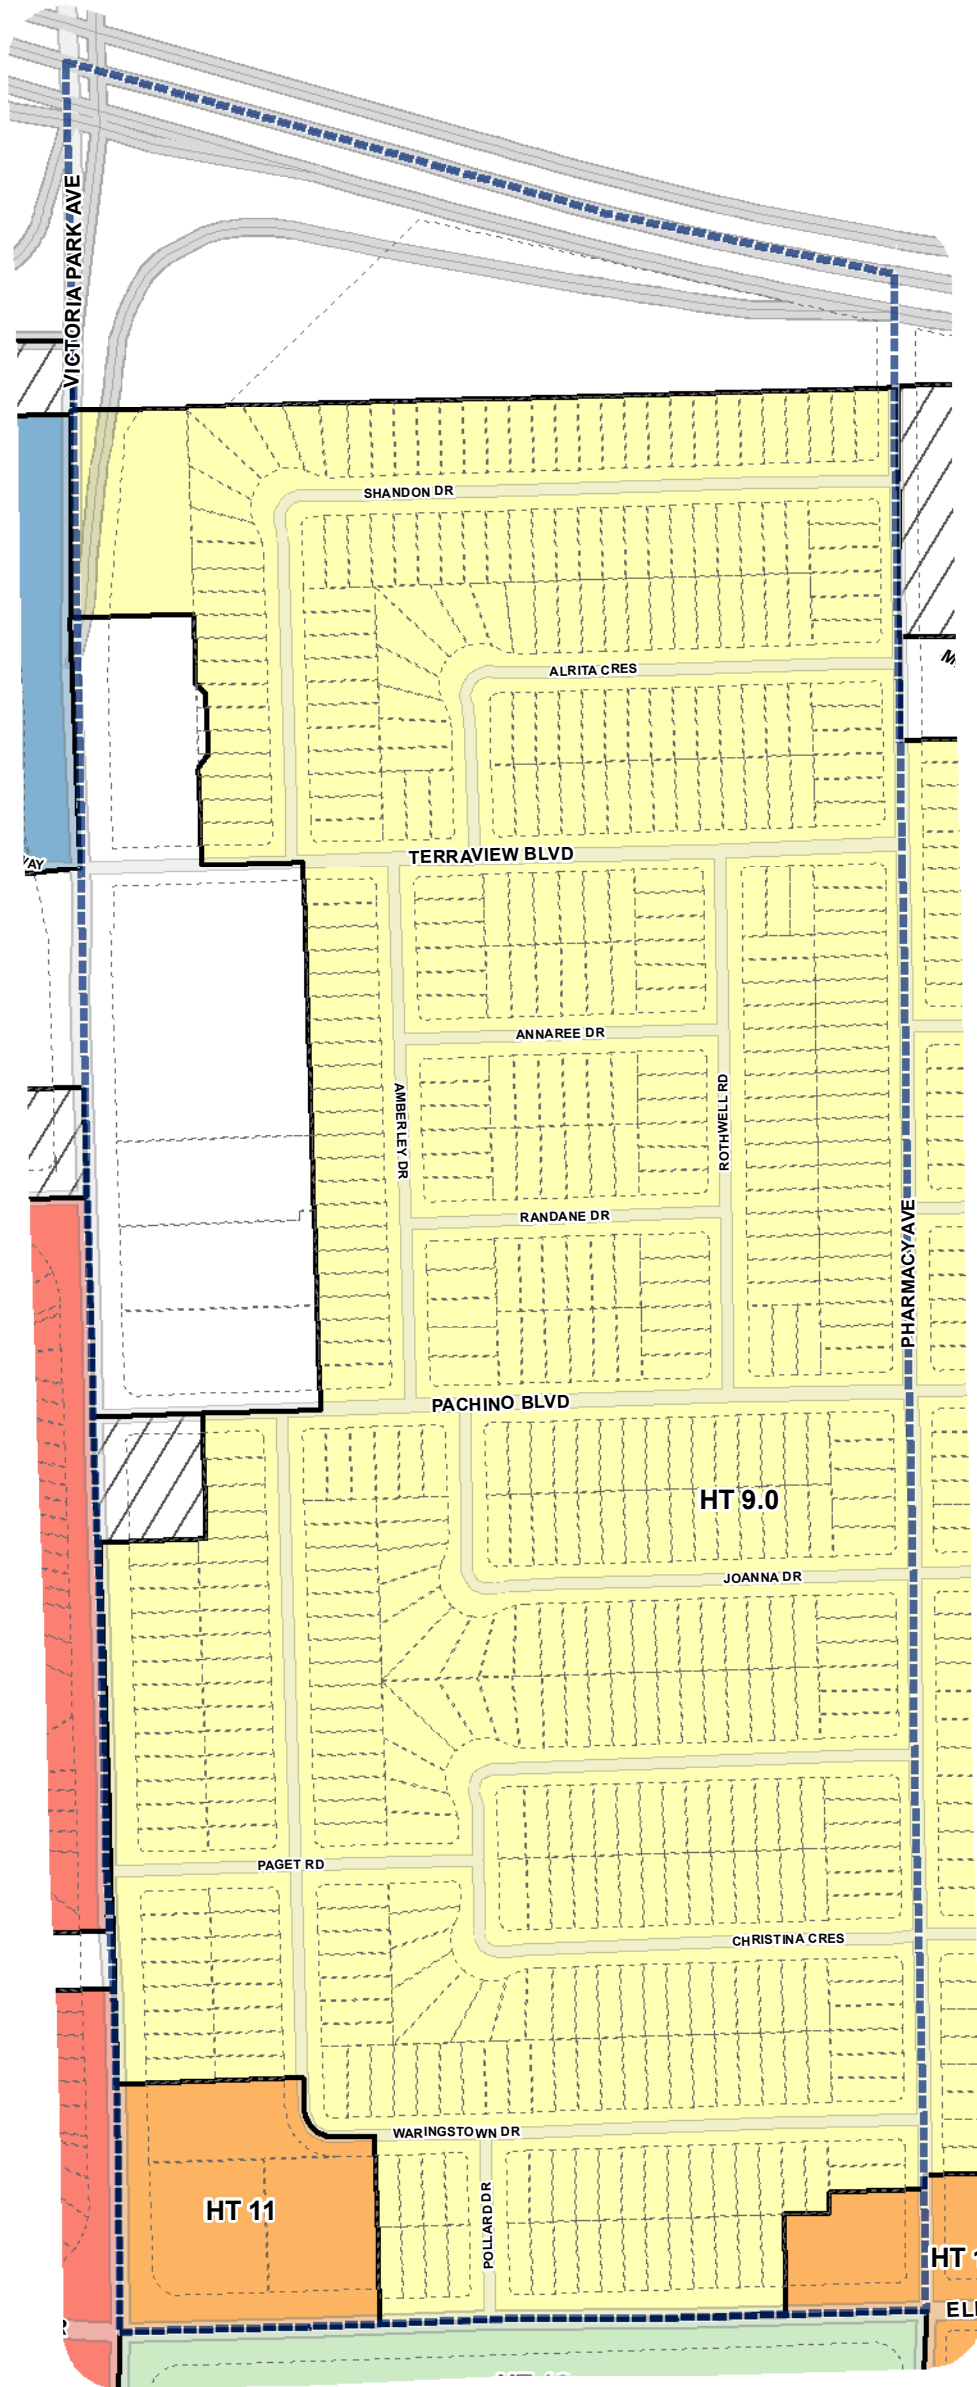 VICTORIA PARK AVE
SHANDON DR
ALRITA CRES
TERRAVIEW BLVD
ANNAREE DR
AMBERLEY DR
ROTHWELL RD
RANDANE DR
PHARMACY AVE
PACHINO BLVD
HT 9.0
JOANNA DR
PAGET RD
CHRISTINA CRES
WARINGSTOWN DR
POLLARD DR
HT 11
HT